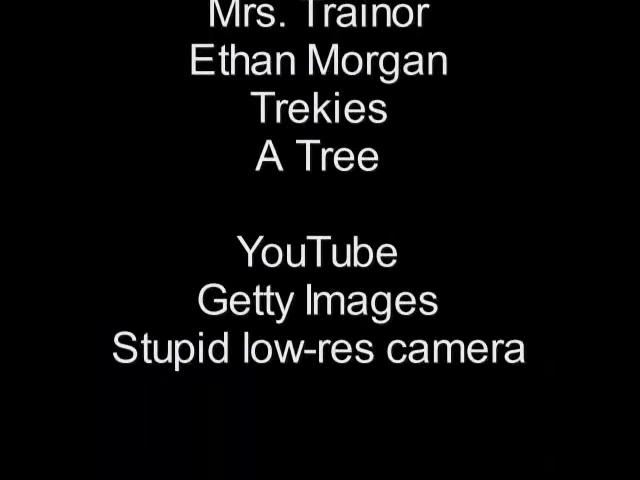 Mrs. Trainor
Ethan Morgan
Trekies
A Tree
YouTube
Getty Images
Stupid low-res camera